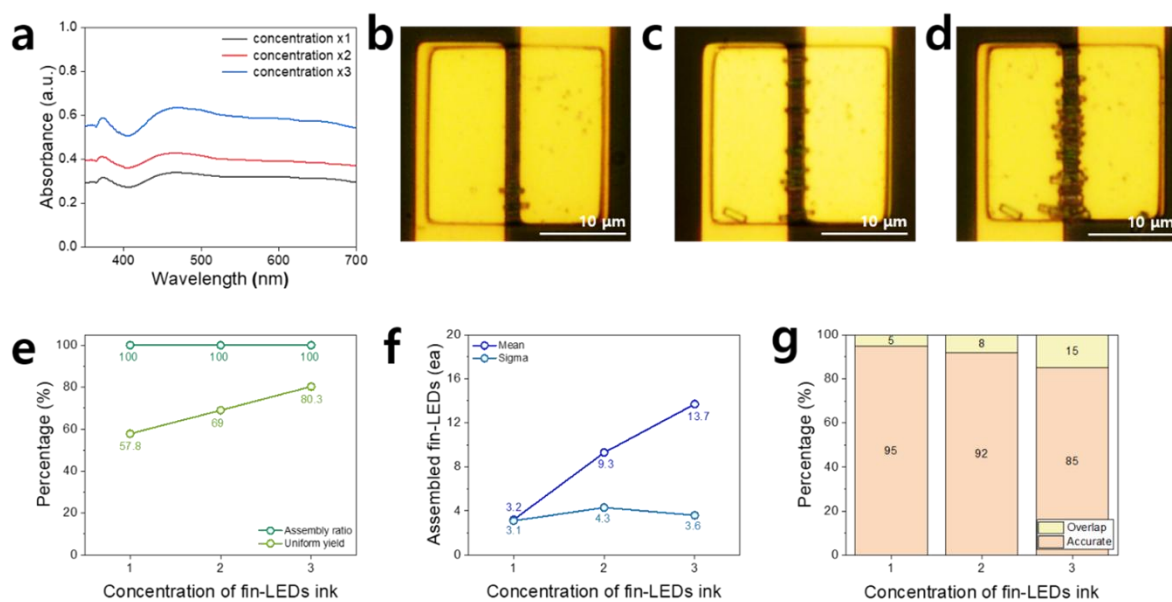 a
1.0
0.8
0.6
0.4
0.2
0.0
Absorbance (a.u.)
concentration x1
concentration x2
concentration x3
400
500
600
700
Wavelength (nm)
b
10 µm
c
10 µm
d
10 µm
e
100
80
60
40
20
0
Percentage (%)
100
100
100
57.8
69
80.3
Assembly ratio
Uniform yield
1
2
3
Concentration of fin-LEDs ink
f
20
16
12
8
4
0
Assembled fin-LEDs (ea)
Mean
Sigma
3.2
9.3
13.7
3.1
4.3
3.6
1
2
3
Concentration of fin-LEDs ink
g
100
80
60
40
20
0
Percentage (%)
5
8
15
95
92
85
Overlap
Accurate
1
2
3
Concentration of fin-LEDs ink